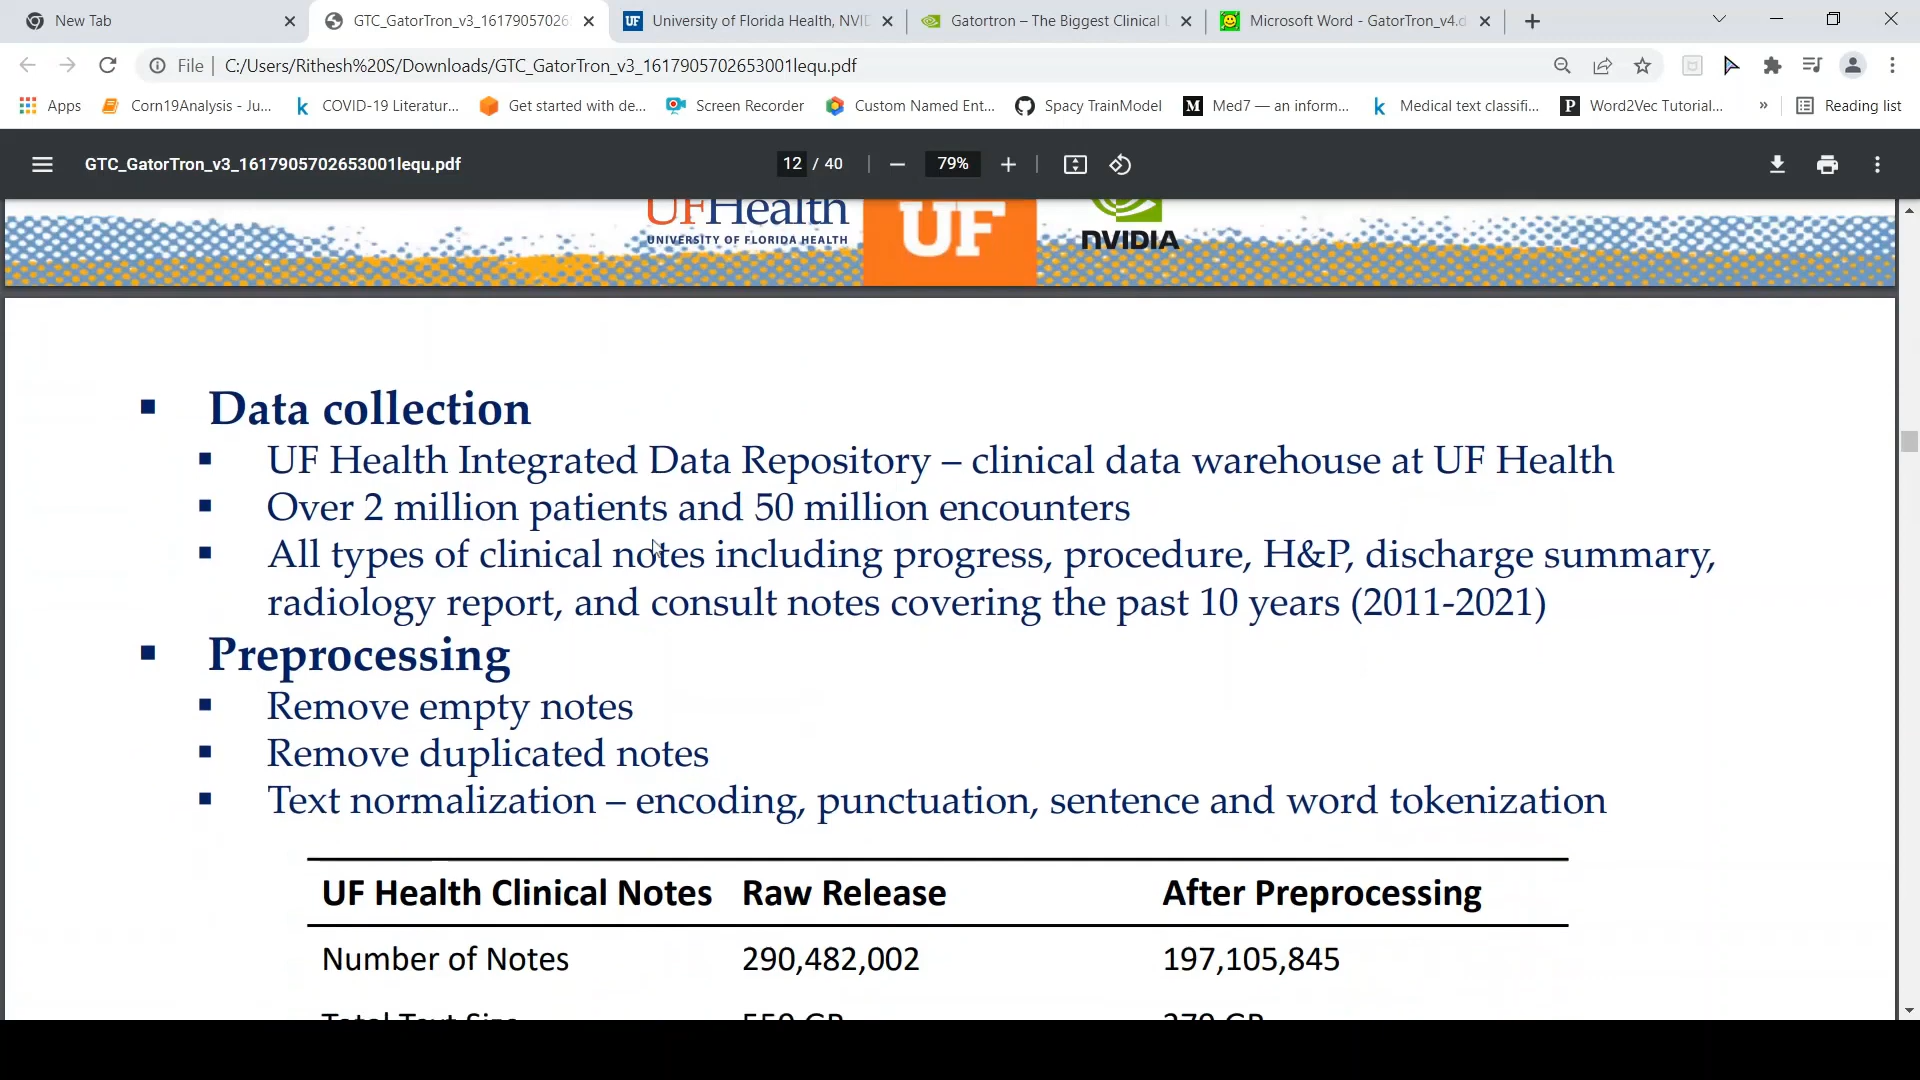 New Tab
GTC_GatorTron_v3_16179057026
University of Florida Health, NVID
Gatortron – The Biggest Clinical L
Microsoft Word - GatorTron_v4.d
File
C:/Users/Rithesh%20S/Downloads/GTC_GatorTron_v3_1617905702653001lequ.pdf
Apps
Corn19Analysis - Ju...
COVID-19 Literatur...
Get started with de...
Screen Recorder
Custom Named Ent...
Spacy TrainModel
Med7 — an inform...
Medical text classifi...
Word2Vec Tutorial...
Reading list
GTC_GatorTron_v3_1617905702653001lequ.pdf
12 / 40
79%
UFHealth
UNIVERSITY OF FLORIDA HEALTH
UF
NVIDIA
Data collection
UF Health Integrated Data Repository – clinical data warehouse at UF Health
Over 2 million patients and 50 million encounters
All types of clinical notes including progress, procedure, H&P, discharge summary,
radiology report, and consult notes covering the past 10 years (2011-2021)
Preprocessing
Remove empty notes
Remove duplicated notes
Text normalization – encoding, punctuation, sentence and word tokenization
UF Health Clinical Notes Raw Release After Preprocessing
Number of Notes 290,482,002 197,105,845
Total Text Size